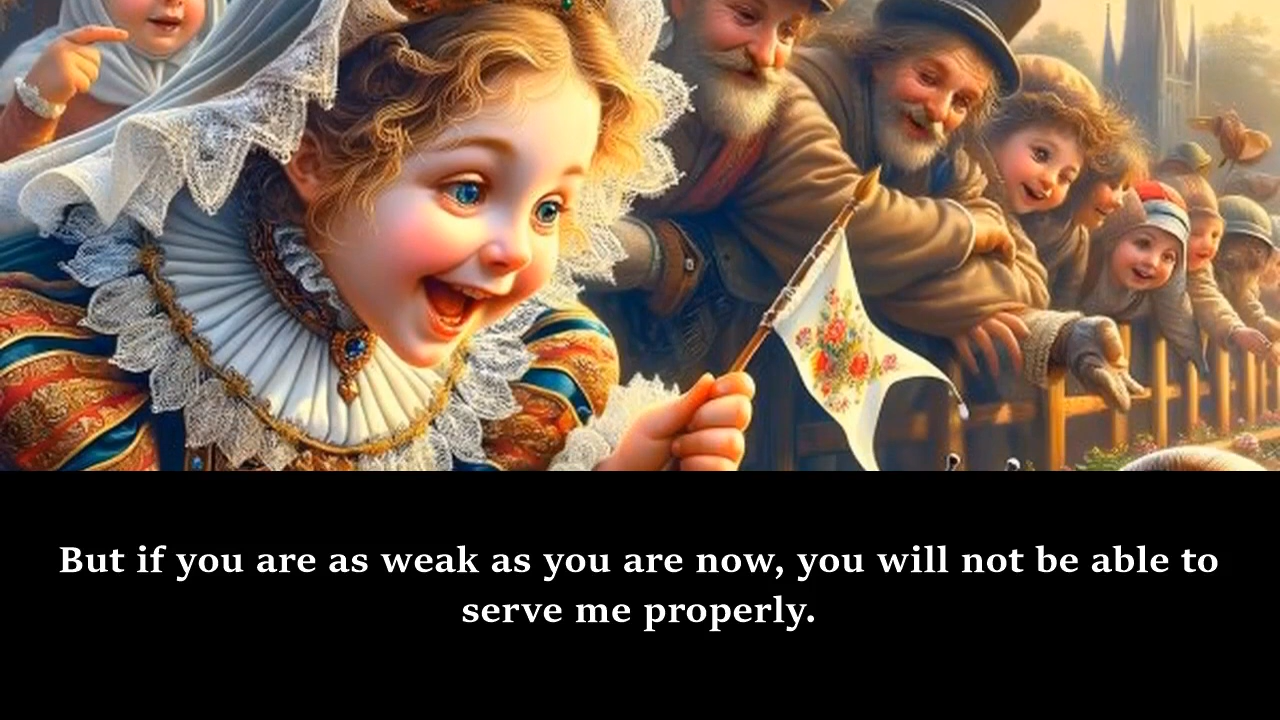 But if you are as weak as you are now, you will not be able to
serve me properly.